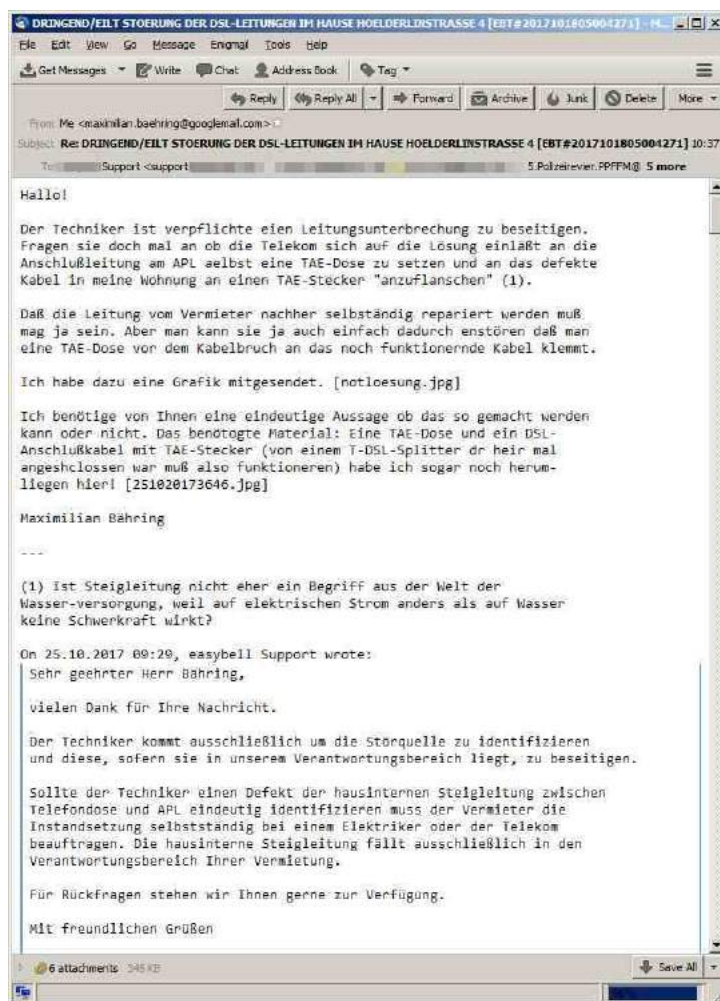 DRINGEND/EILT STOERUNG DER DSL-LEITUNGEN IM HAUSE HOELDERLINSTRASSE 4 [EBT#2017101805004271] - M
File Edit View Go Message Enigmail Tools Help
Get Messages Write Chat Address Book Tag
Reply Reply All Forward Archive Junk Delete More
From Me <maximilian.baehring@googlemail.com>
Subject Re: DRINGEND/EILT STOERUNG DER DSL-LEITUNGEN IM HAUSE HOELDERLINSTRASSE 4 [EBT#2017101805004271] 10:37
To Support <support 5.Polizeirevier.PPFFM@ 5 more
Hallo!
Der Techniker ist verpflichte eien Leitungsunterbrechung zu beseitigen.
Fragen sie doch mal an ob die Telekom sich auf die Lösung einläßt an die
Anschlußleitung am APL aelbst eine TAE-Dose zu setzen und an das defekte
Kabel in meine Wohnung an einen TAE-Stecker "anzuflanschen" (1).
Daß die Leitung vom Vermieter nachher selbständig repariert werden muß
mag ja sein. Aber man kann sie ja auch einfach dadurch enstören daß man
eine TAE-Dose vor dem Kabelbruch an das noch funktionernde Kabel klemmt.
Ich habe dazu eine Grafik mitgesendet. [notloesung.jpg]
Ich benötige von Ihnen eine eindeutige Aussage ob das so gemacht werden
kann oder nicht. Das benötogte Material: Eine TAE-Dose und ein DSL-
Anschlußkabel mit TAE-Stecker (von einem T-DSL-Splitter dr heir mal
angeshclossen war muß also funktioneren) habe ich sogar noch herum-
liegen hier! [251020173646.jpg]
Maximilian Bähring
---
(1) Ist Steigleitung nicht eher ein Begriff aus der Welt der
Wasser-versorgung, weil auf elektrischen Strom anders als auf Wasser
keine Schwerkraft wirkt?
On 25.10.2017 09:29, easybell Support wrote:
Sehr geehrter Herr Bähring,
vielen Dank für Ihre Nachricht.
Der Techniker kommt ausschließlich um die Störquelle zu identifizieren
und diese, sofern sie in unserem Verantwortungsbereich liegt, zu beseitigen.
Sollte der Techniker einen Defekt der hausinternen Steigleitung zwischen
Telefondose und APL eindeutig identifizieren muss der Vermieter die
Instandsetzung selbstständig bei einem Elektriker oder der Telekom
beauftragen. Die hausinterne Steigleitung fällt ausschließlich in den
Verantwortungsbereich Ihrer Vermietung.
Für Rückfragen stehen wir Ihnen gerne zur Verfügung.
Mit freundlichen Grüßen
6 attachments 346 KB Save All